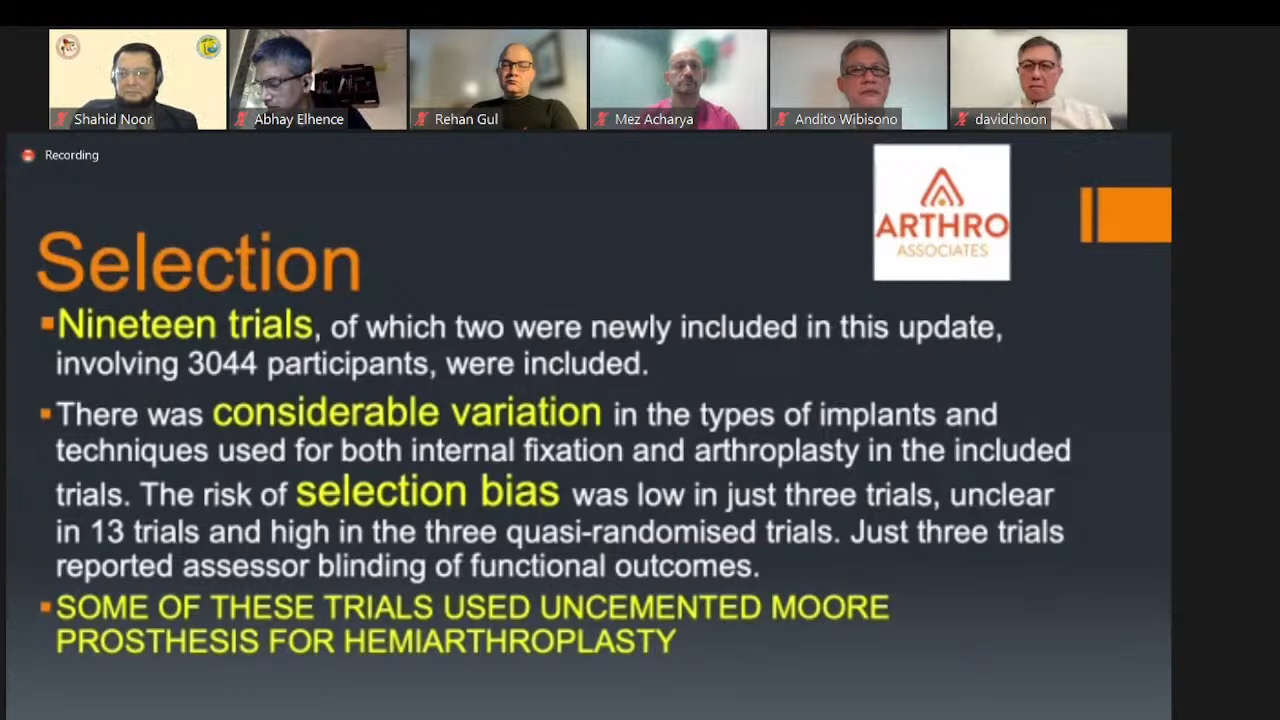 Shahid Noor
Abhay Elhence
Rehan Gul
Mez Acharya
Andito Wibisono
davidchoon
Recording
ARTHRO
ASSOCIATES
Selection
Nineteen trials, of which two were newly included in this update,
involving 3044 participants, were included.
There was considerable variation in the types of implants and
techniques used for both internal fixation and arthroplasty in the included
trials. The risk of selection bias was low in just three trials, unclear
in 13 trials and high in the three quasi-randomised trials. Just three trials
reported assessor blinding of functional outcomes.
SOME OF THESE TRIALS USED UNCEMENTED MOORE
PROSTHESIS FOR HEMIARTHROPLASTY